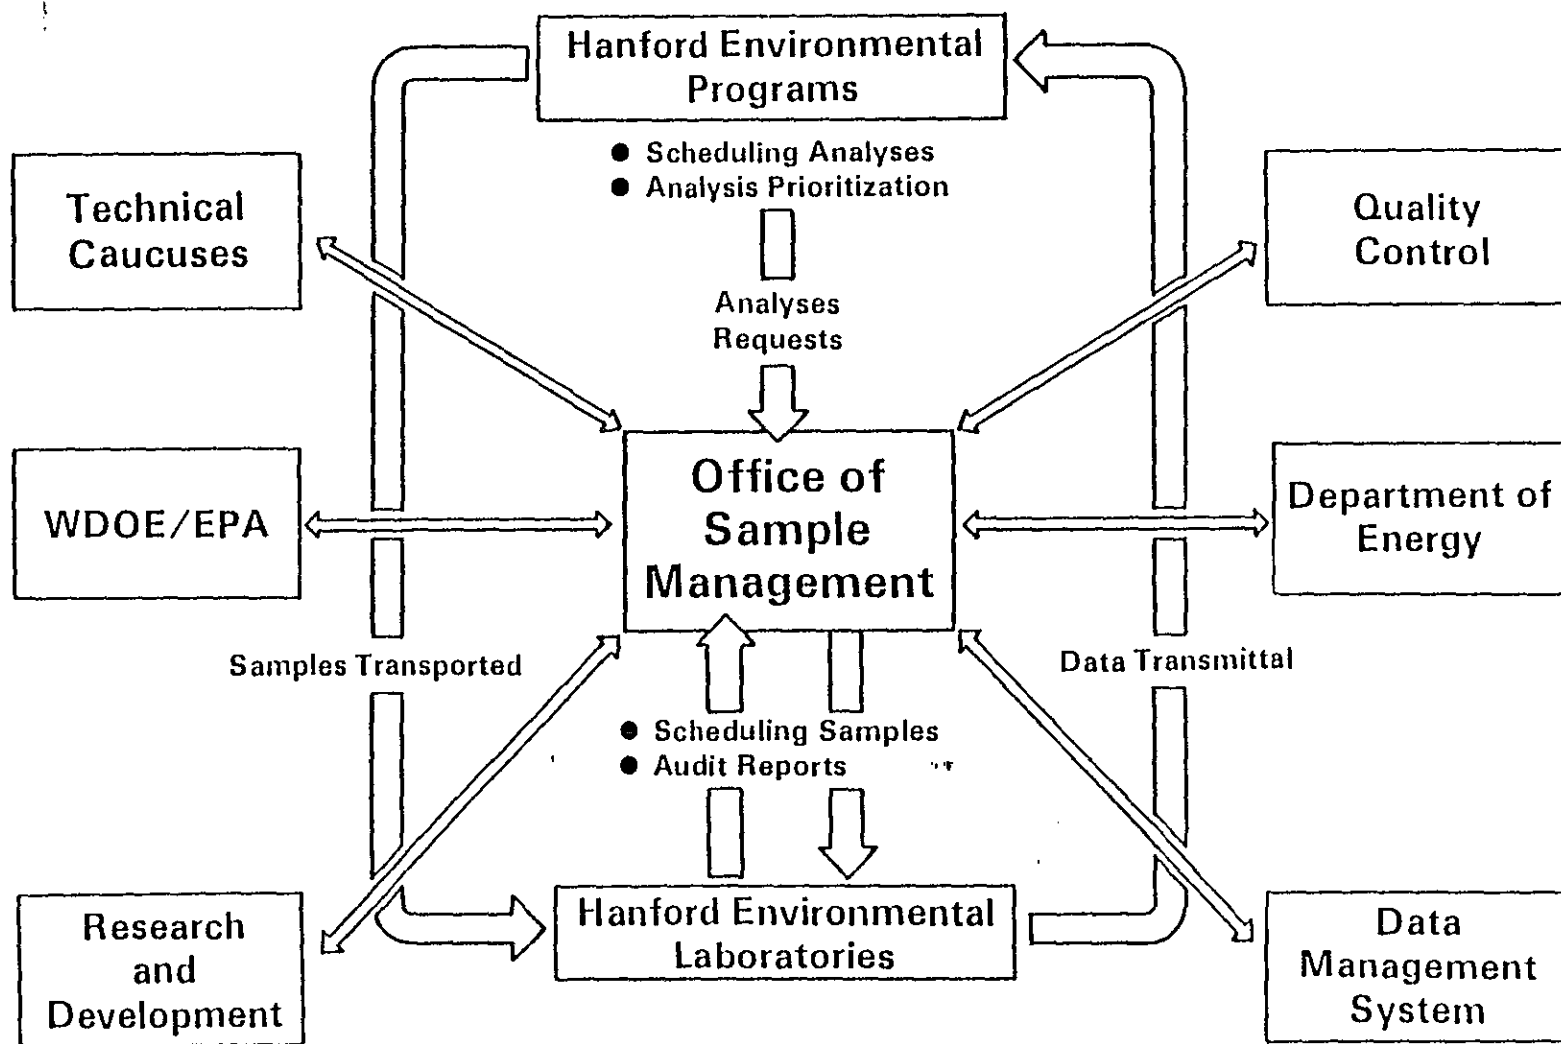 Hanford Environmental
Programs
● Scheduling Analyses
● Analysis Prioritization
Technical
Caucuses
Quality
Control
Analyses
Requests
Office of
Sample
Management
WDOE/EPA
Department of
Energy
Samples Transported
Data Transmittal
● Scheduling Samples
● Audit Reports
Hanford Environmental
Laboratories
Research
and
Development
Data
Management
System